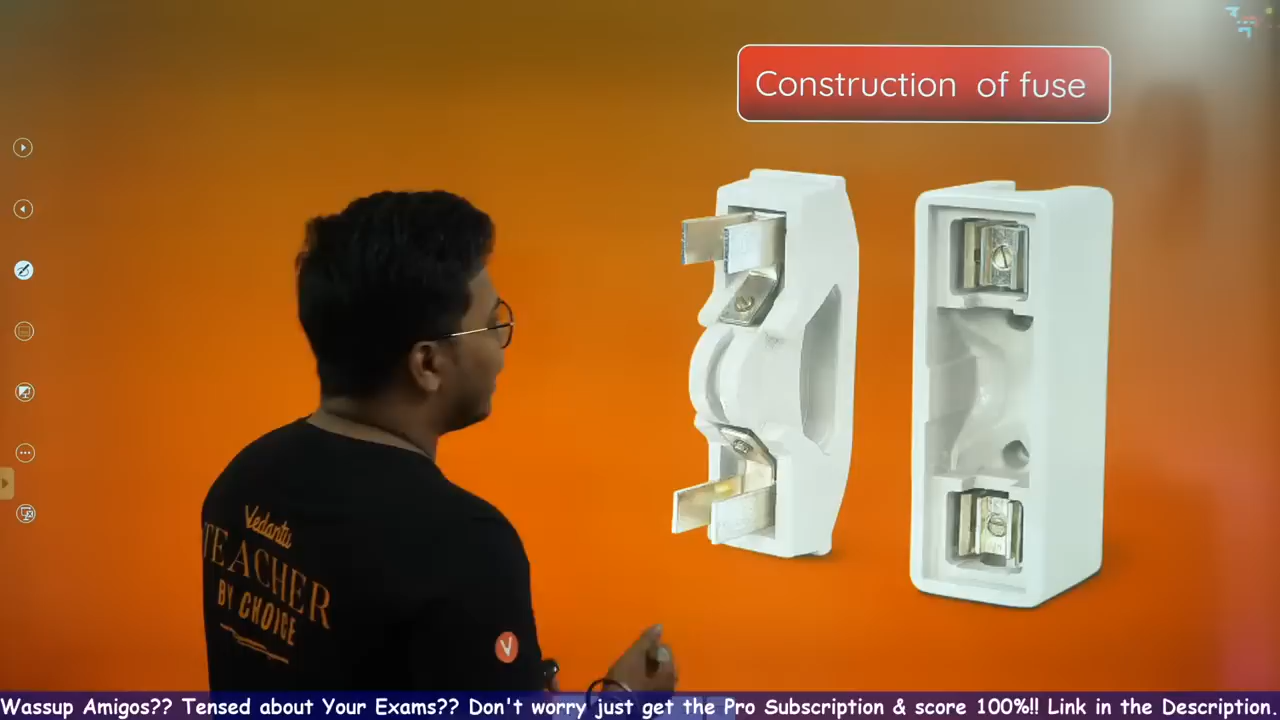 Construction of fuse
Vedantu
TEACHER
BY CHOICE
V
Wassup Amigos?? Tensed about Your Exams?? Don't worry just get the Pro Subscription & score 100%!! Link in the Description.